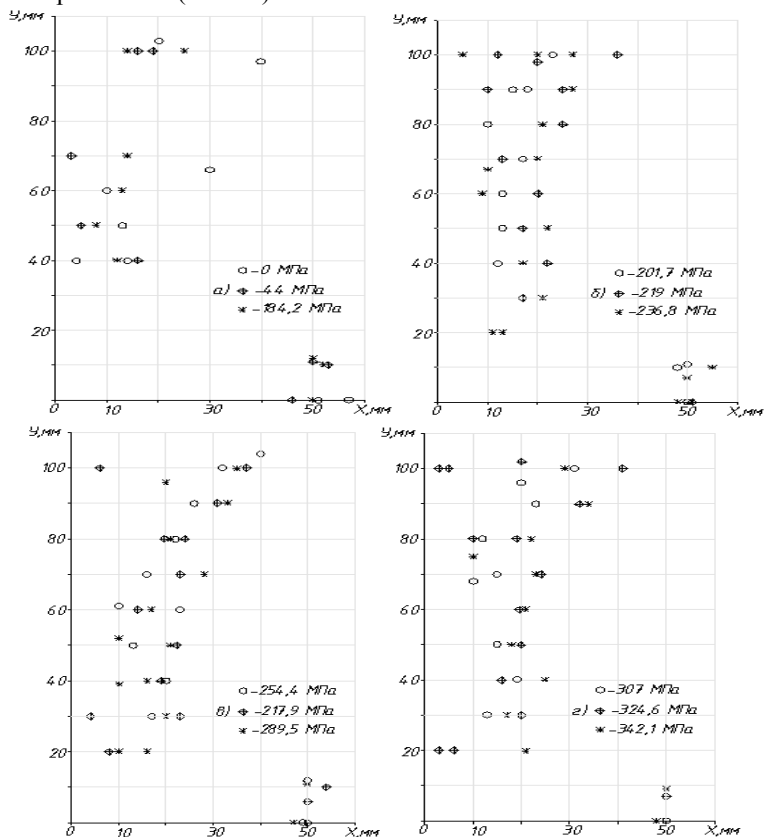 У,мм
100
80
60
40
20
0 10 30 50 X,мм
○ -0 МПа
а) ⌖ -44 МПа
* -184,2 МПа
У,мм
100
80
60
40
20
0 10 30 50 X,мм
○ -201,7 МПа
б) ⌖ -219 МПа
* -236,8 МПа
У,мм
100
80
60
40
20
0 10 30 50 X,мм
○ -254,4 МПа
в) ⌖ -217,9 МПа
* -289,5 МПа
У,мм
100
80
60
40
20
0 10 30 50 X,мм
○ -307 МПа
г) ⌖ -324,6 МПа
* -342,1 МПа